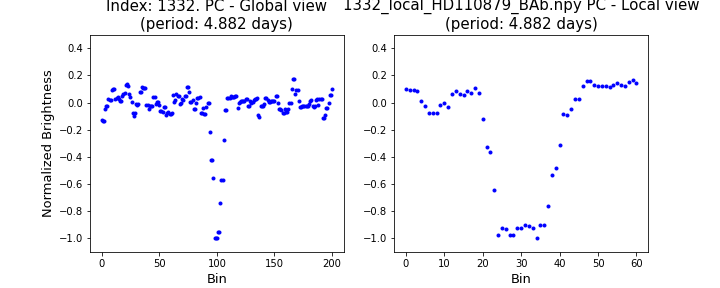 Index: 1332. PC - Global view
(period: 4.882 days)
1332_local_HD110879_BAb.npy PC - Local view
(period: 4.882 days)
Normalized Brightness
0.4
0.2
0.0
−0.2
−0.4
−0.6
−0.8
−1.0
0 50 100 150 200
Bin
0.4
0.2
0.0
−0.2
−0.4
−0.6
−0.8
−1.0
0 10 20 30 40 50 60
Bin